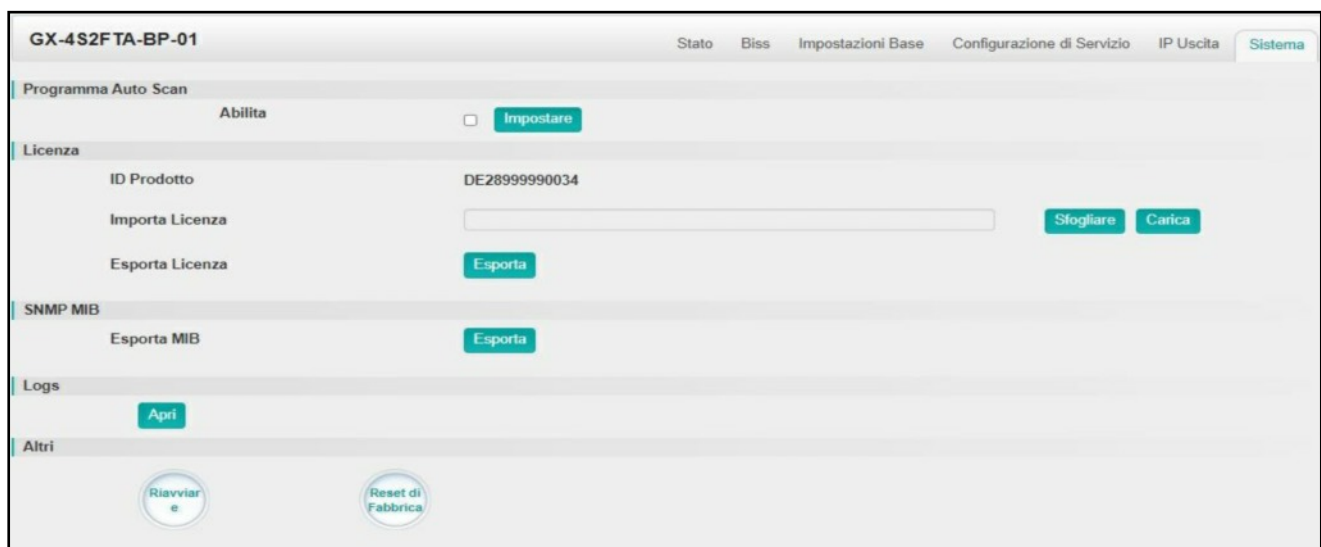 GX-4S2FTA-BP-01
Stato Biss Impostazioni Base Configurazione di Servizio IP Uscita Sistema
Programma Auto Scan
Abilita Impostare
Licenza
ID Prodotto DE28999990034
Importa Licenza Sfogliare Carica
Esporta Licenza Esporta
SNMP MIB
Esporta MIB Esporta
Logs
Apri
Altri
Riavviar
e
Reset di
Fabbrica